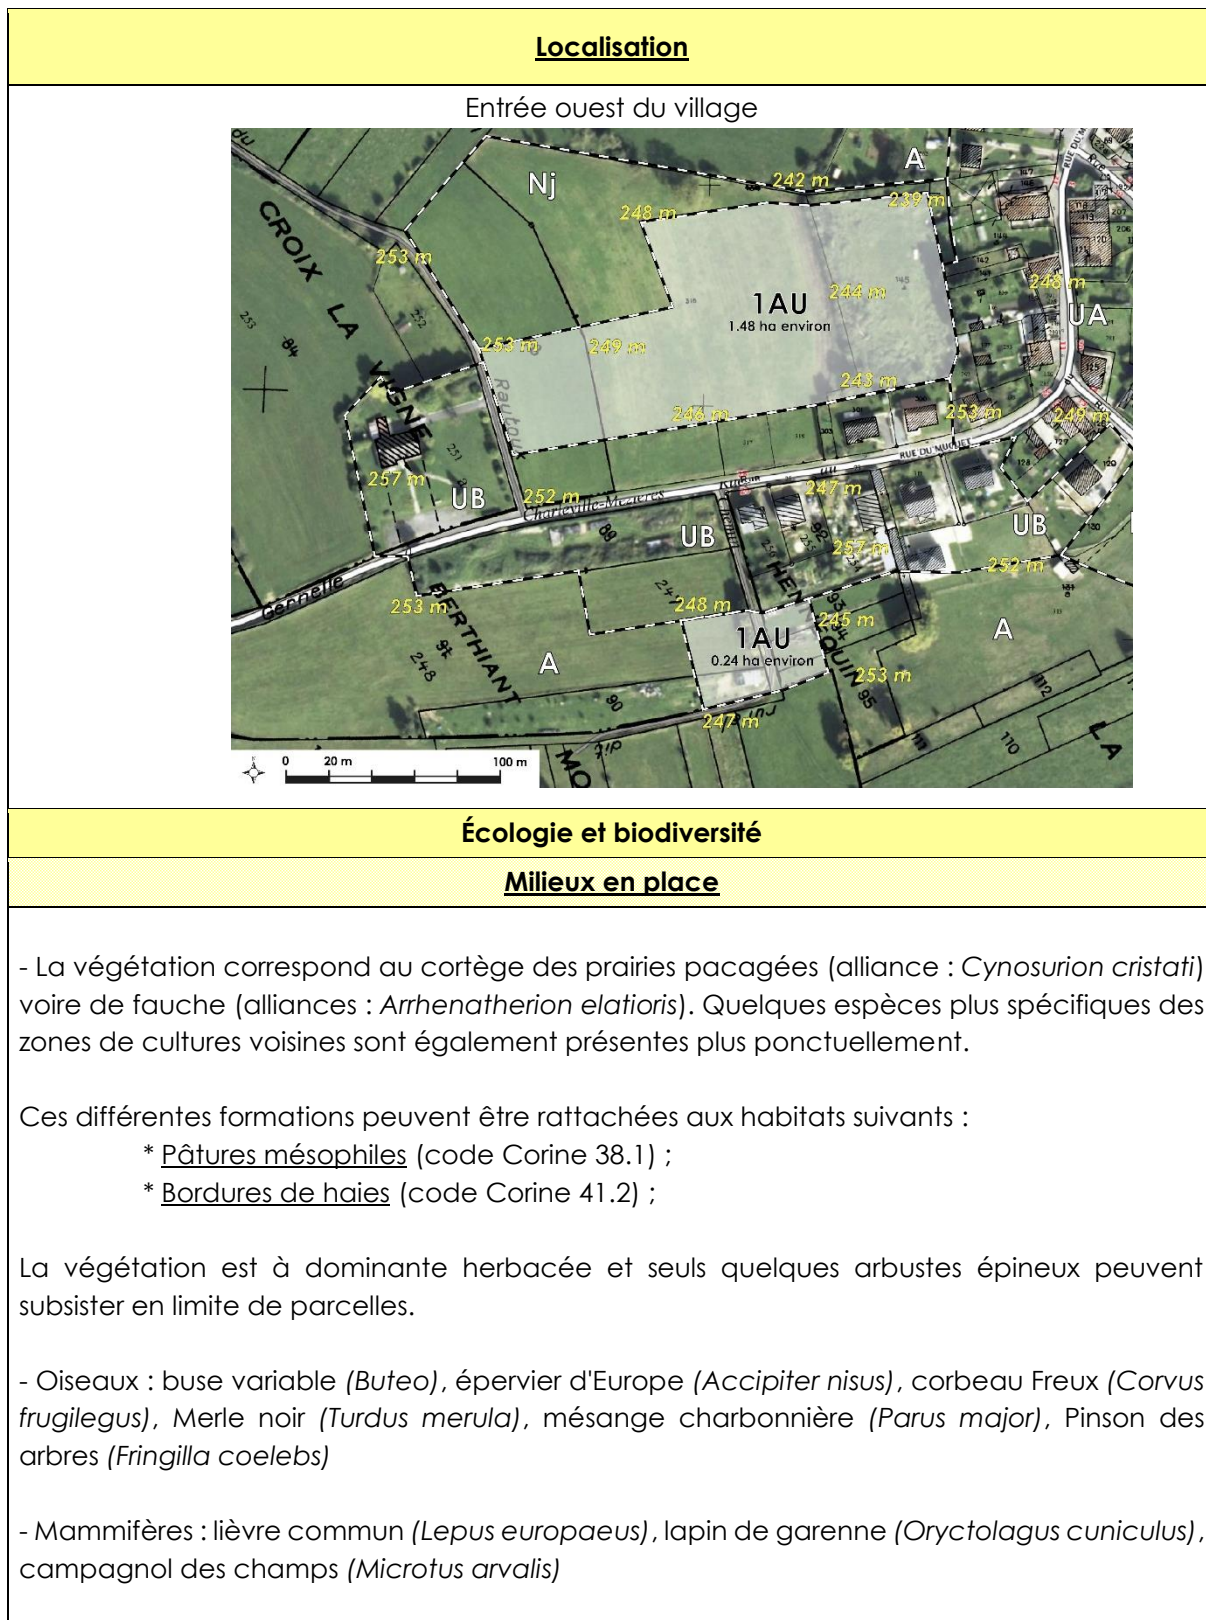 Localisation
Entrée ouest du village
A
Nj
242 m
239 m
248 m
253 m
CROIX LA VIGNE
1AU
1.48 ha environ
244 m
248 m
UA
253 m
249 m
243 m
246 m
253 m
249 m
RUE DU MUGUET
257 m
UB
252 m
Charleville-Mézières
247 m
UB
UB
257 m
252 m
Gernelle
253 m
BERTHIANT
248 m
245 m
1AU
0.24 ha environ
A
A
253 m
247 m
LA
0 20 m 100 m
Écologie et biodiversité
Milieux en place
- La végétation correspond au cortège des prairies pacagées (alliance : Cynosurion cristati)
voire de fauche (alliances : Arrhenatherion elatioris). Quelques espèces plus spécifiques des
zones de cultures voisines sont également présentes plus ponctuellement.
Ces différentes formations peuvent être rattachées aux habitats suivants :
* Pâtures mésophiles (code Corine 38.1) ;
* Bordures de haies (code Corine 41.2) ;
La végétation est à dominante herbacée et seuls quelques arbustes épineux peuvent
subsister en limite de parcelles.
- Oiseaux : buse variable (Buteo), épervier d'Europe (Accipiter nisus), corbeau Freux (Corvus
frugilegus), Merle noir (Turdus merula), mésange charbonnière (Parus major), Pinson des
arbres (Fringilla coelebs)
- Mammifères : lièvre commun (Lepus europaeus), lapin de garenne (Oryctolagus cuniculus),
campagnol des champs (Microtus arvalis)